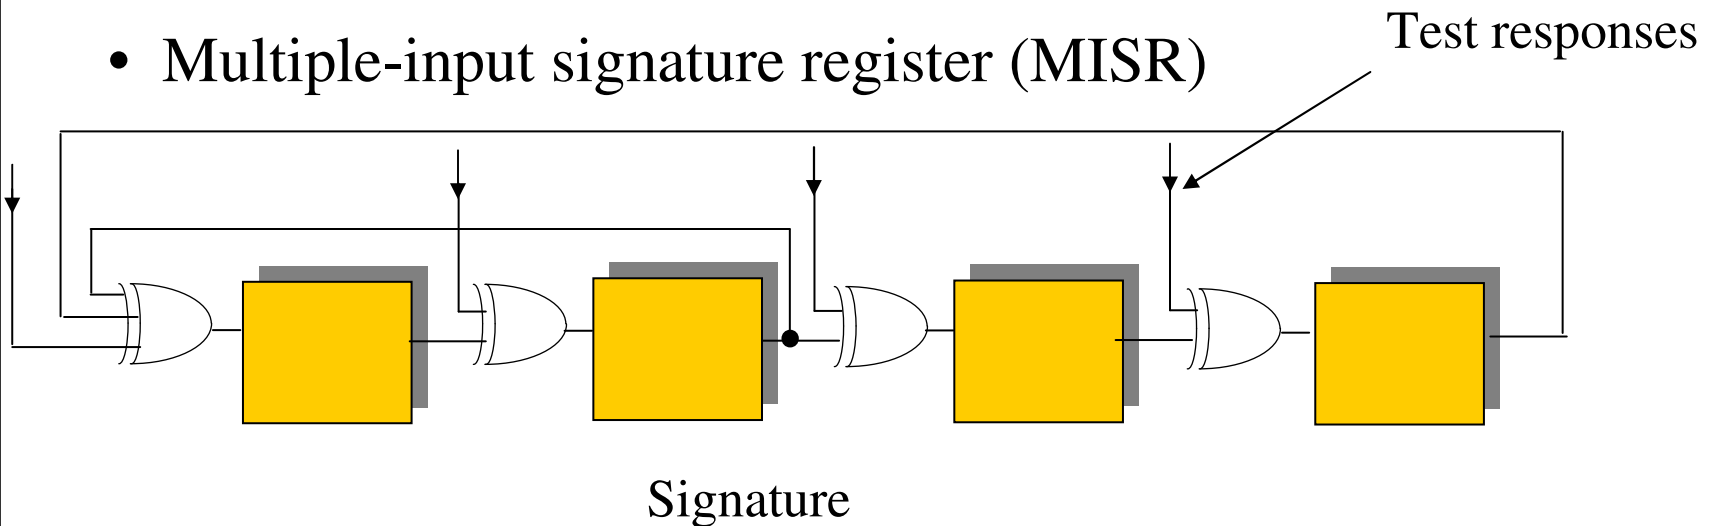 • Multiple-input signature register (MISR)
Test responses
Signature